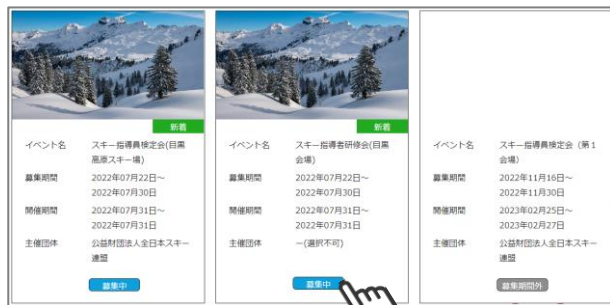 新着
イベント名 スキー指導員検定会(目黒
高原スキー場)
募集期間 2022年07月22日～
2022年07月30日
開催期間 2022年07月31日～
2022年07月31日
主催団体 公益財団法人全日本スキー
連盟
募集中
新着
イベント名 スキー指導者研修会(目黒
会場)
募集期間 2022年07月22日～
2022年07月30日
開催期間 2022年07月31日～
2022年07月31日
主催団体 －(選択不可)
募集中
イベント名 スキー指導員検定会（第1
会場）
募集期間 2022年11月16日～
2022年11月30日
開催期間 2023年02月25日～
2023年02月27日
主催団体 公益財団法人全日本スキー
連盟
募集期間外